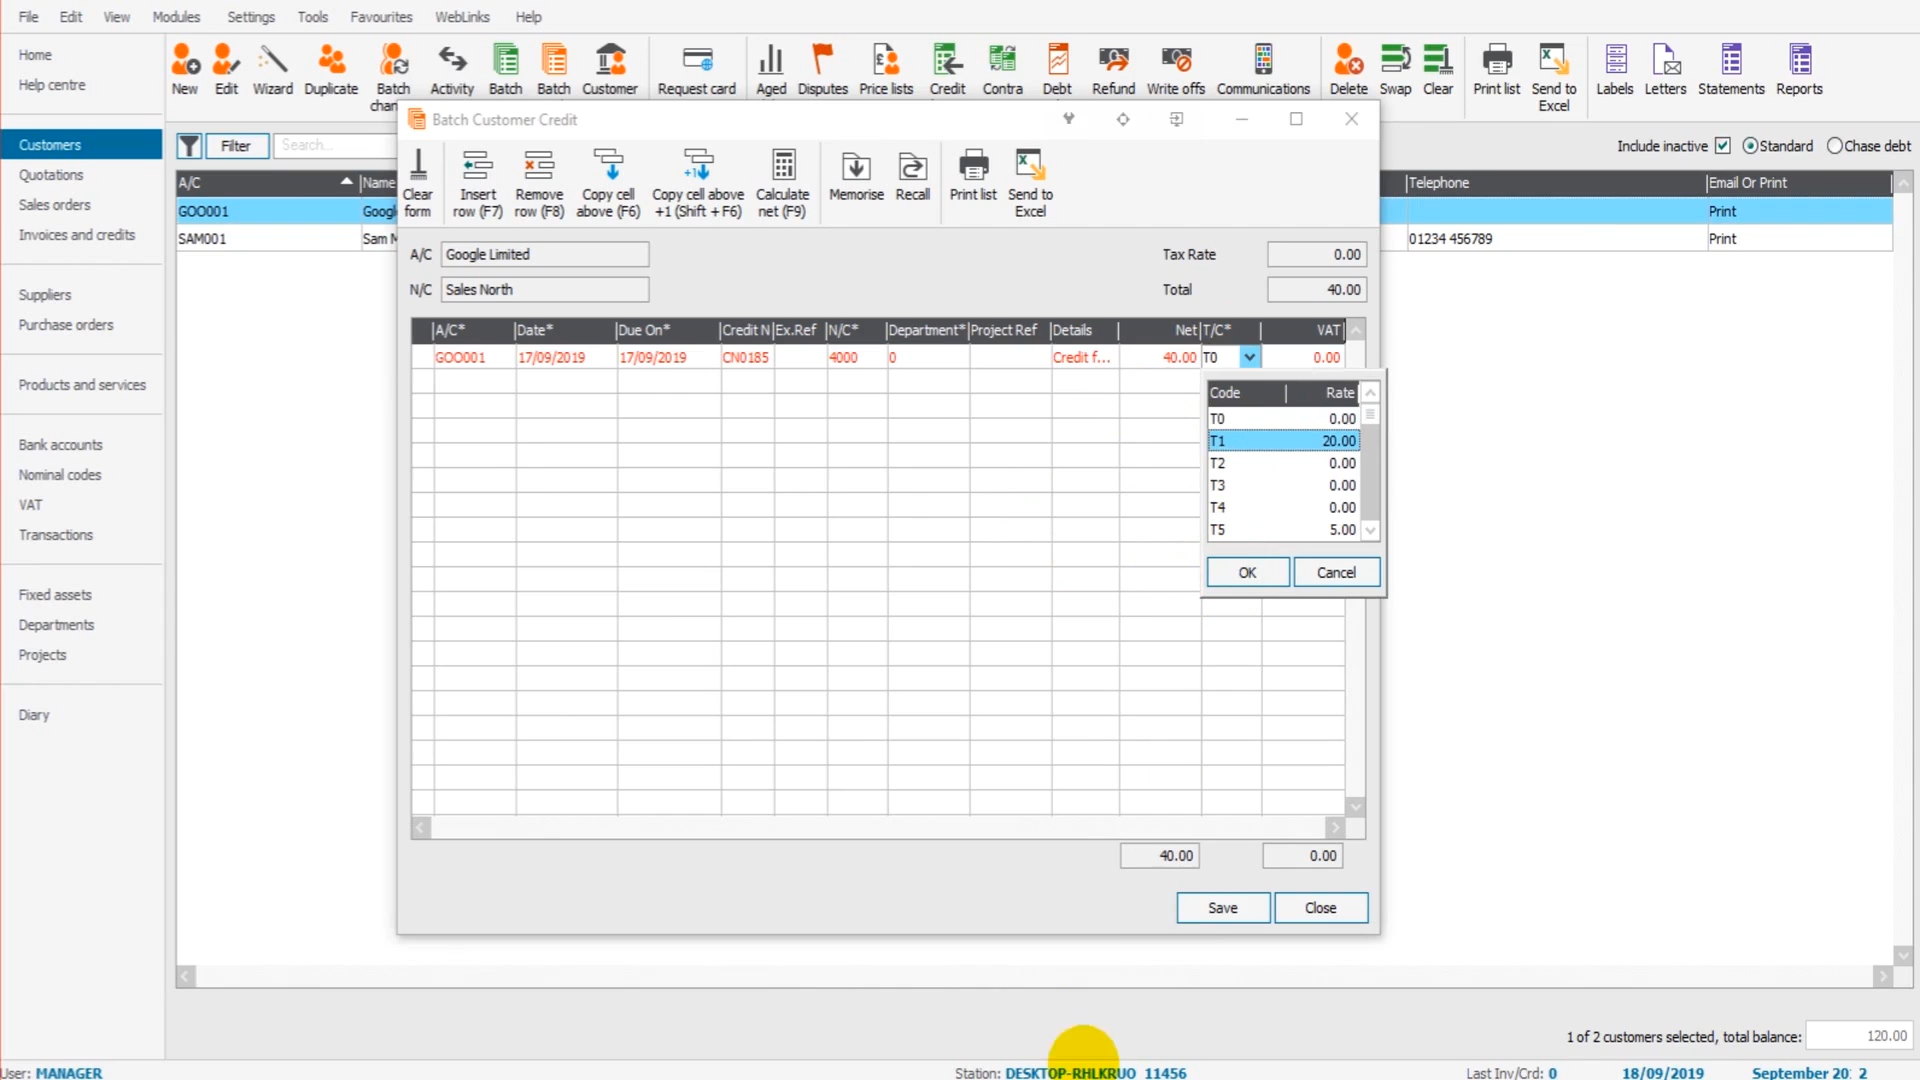 File Edit View Modules Settings Tools Favourites WebLinks Help
Home
Help centre
Customers
Quotations
Sales orders
Invoices and credits
Suppliers
Purchase orders
Products and services
Bank accounts
Nominal codes
VAT
Transactions
Fixed assets
Departments
Projects
Diary
New Edit Wizard Duplicate Batch Activity Batch Batch Customer Request card Aged Disputes Price lists Credit Contra Debt Refund Write offs Communications Delete Swap Clear Print list Send to Excel Labels Letters Statements Reports
Filter Search... Include inactive Standard Chase debt
A/C Name Telephone Email Or Print
GOO001 Print
SAM001 Sam 01234 456789 Print
Batch Customer Credit
Clear form
Insert row (F7)
Remove row (F8)
Copy cell above (F6)
Copy cell above +1 (Shift + F6)
Calculate net (F9)
Memorise
Recall
Print list
Send to Excel
A/C Google Limited Tax Rate 0.00
N/C Sales North Total 40.00
A/C* Date* Due On* Credit N Ex.Ref N/C* Department* Project Ref Details Net T/C* VAT
GOO001 17/09/2019 17/09/2019 CN0185 4000 0 Credit f... 40.00 T0 0.00
Code Rate
T0 0.00
T1 20.00
T2 0.00
T3 0.00
T4 0.00
T5 5.00
OK Cancel
40.00 0.00
Save Close
1 of 2 customers selected, total balance: 120.00
User: MANAGER Station: DESKTOP-RHLKRUO 11456 Last Inv/Crd: 0 18/09/2019 September